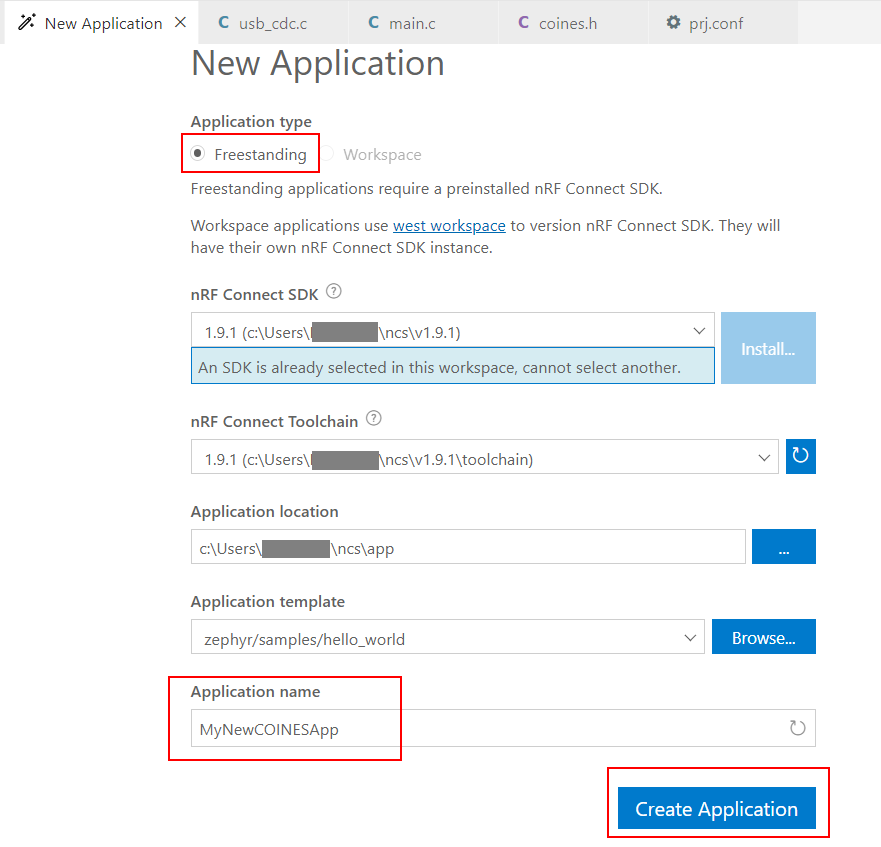 New Application
C usb_cdc.c
C main.c
C coines.h
prj.conf
New Application
Application type
Freestanding
Workspace
Freestanding applications require a preinstalled nRF Connect SDK.
Workspace applications use west workspace to version nRF Connect SDK. They will
have their own nRF Connect SDK instance.
nRF Connect SDK ?
1.9.1 (c:\Users\ \ncs\v1.9.1)
Install...
An SDK is already selected in this workspace, cannot select another.
nRF Connect Toolchain ?
1.9.1 (c:\Users\ \ncs\v1.9.1\toolchain)
Application location
c:\Users\ \ncs\app
...
Application template
zephyr/samples/hello_world
Browse...
Application name
MyNewCOINESApp
Create Application